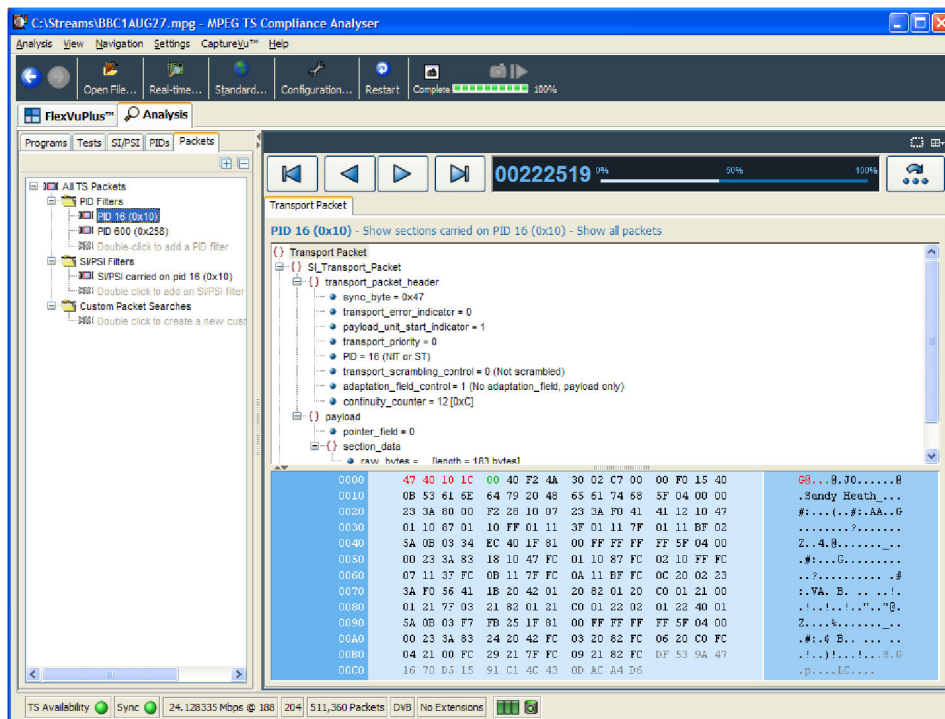 C:\Streams\BBC1AUG27.mpg - MPEG TS Compliance Analyser
Analysis View Navigation Settings CaptureVu™ Help
Open File... Real-time... Standard... Configuration... Restart Complete 100%
FlexVuPlus™ Analysis
Programs Tests SI/PSI PIDs Packets
All TS Packets
PID Filters
PID 16 (0x10)
PID 600 (0x258)
Double-click to add a PID filter
SI/PSI Filters
SI/PSI carried on pid 16 (0x10)
Double click to add an SI/PSI filter
Custom Packet Searches
Double click to create a new cust
00222519 0% 50% 100%
Transport Packet
PID 16 (0x10) - Show sections carried on PID 16 (0x10) - Show all packets
{} Transport Packet
{} SI_Transport_Packet
{} transport_packet_header
sync_byte = 0x47
transport_error_indicator = 0
payload_unit_start_indicator = 1
transport_priority = 0
PID = 16 (NIT or ST)
transport_scrambling_control = 0 (Not scrambled)
adaptation_field_control = 1 (No adaptation_field, payload only)
continuity_counter = 12 [0xC]
{} payload
pointer_field = 0
{} section_data
raw_bytes = ... [length = 183 bytes]
0000 47 40 10 1C 00 40 F2 4A 30 02 C7 00 00 F0 15 40 G@...@.J0......@
0010 0B 53 61 6E 64 79 20 48 65 61 74 68 5F 04 00 00 .Sandy Heath_...
0020 23 3A 80 00 F2 28 10 07 23 3A F0 41 41 12 10 47 #:...(..#:.AA..G
0030 01 10 87 01 10 FF 01 11 3F 01 11 7F 01 11 BF 02 ........?.......
0040 5A 0B 03 34 EC 40 1F 81 00 FF FF FF FF 5F 04 00 Z..4.@......._..
0050 00 23 3A 83 18 10 47 FC 01 10 87 FC 02 10 FF FC .#:...G.........
0060 07 11 3F FC 0B 11 7F FC 0A 11 BF FC 0C 20 02 23 ..?.......... .#
0070 3A F0 56 41 1B 20 42 01 20 82 01 20 C0 01 21 00 :.VA. B. .. ..!.
0080 01 21 7F 03 21 82 01 21 C0 01 22 02 01 22 40 01 .!..!..!..".."@.
0090 5A 0B 03 F7 FB 25 1F 81 00 FF FF FF FF 5F 04 00 Z....%......._..
00A0 00 23 3A 83 24 20 42 FC 03 20 82 FC 06 20 C0 FC .#:.$ B.. ... ..
00B0 04 21 00 FC 29 21 7F FC 09 21 82 FC DF 53 9A 47 .!..)!...!...S.G
00C0 16 70 D5 15 91 C1 4C 43 0D AC A4 D6 .p....LC....
TS Availability Sync 24.128335 Mbps @ 188 204 511,360 Packets DVB No Extensions